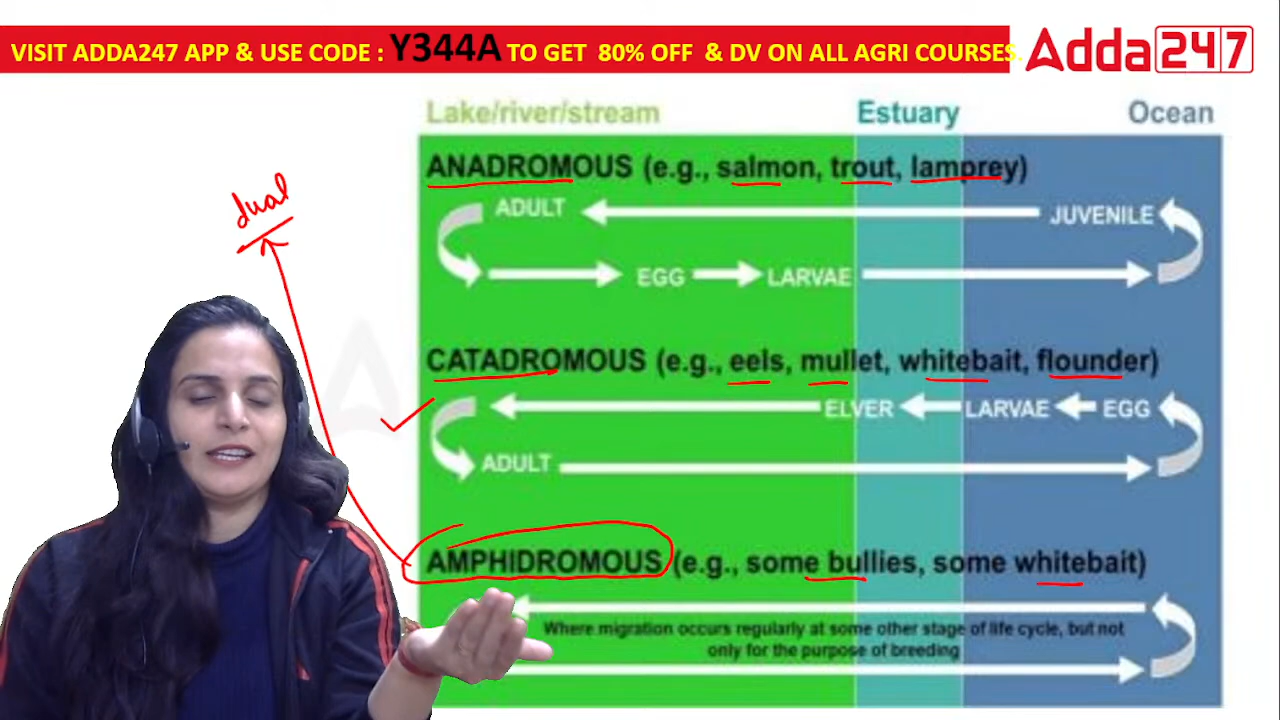 VISIT ADDA247 APP & USE CODE : Y344A TO GET 80% OFF & DV ON ALL AGRI COURSES.
Adda247
Lake/river/stream Estuary Ocean
ANADROMOUS (e.g., salmon, trout, lamprey)
dual
ADULT JUVENILE
EGG LARVAE
CATADROMOUS (e.g., eels, mullet, whitebait, flounder)
ELVER LARVAE EGG
ADULT
AMPHIDROMOUS (e.g., some bullies, some whitebait)
Where migration occurs regularly at some other stage of life cycle, but not
only for the purpose of breeding